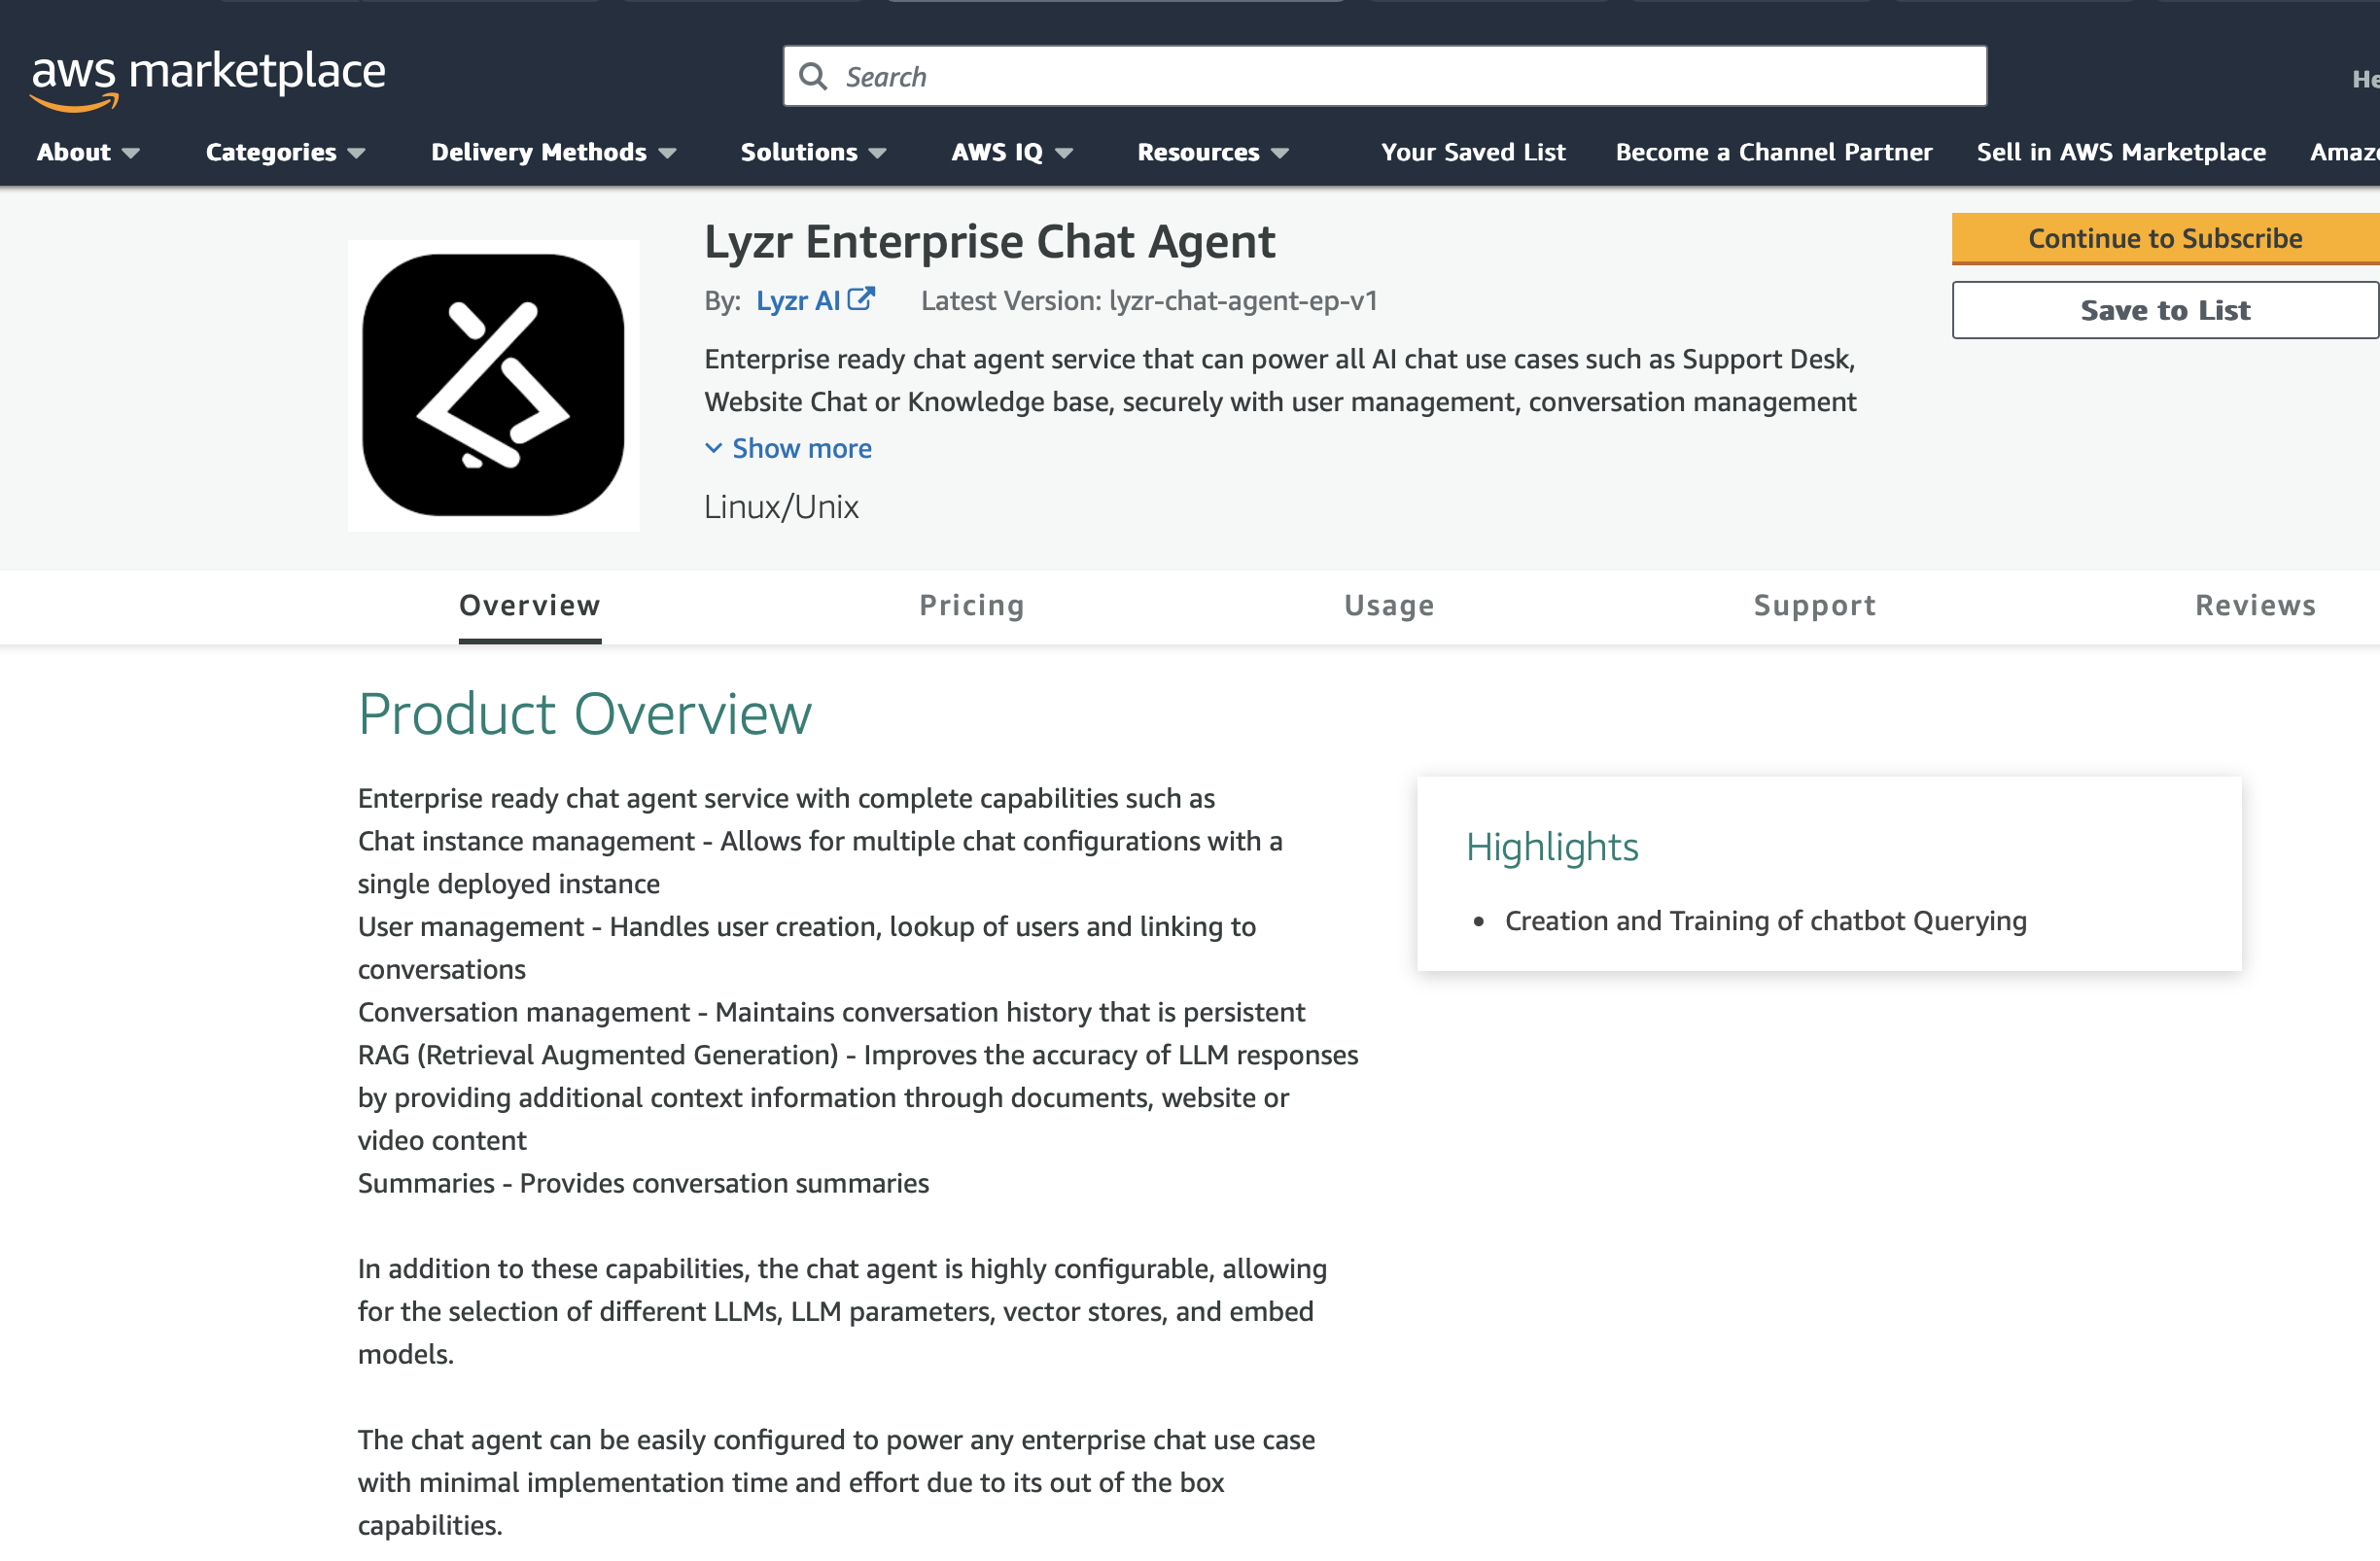 aws marketplace
Search
About
Categories
Delivery Methods
Solutions
AWS IQ
Resources
Your Saved List
Become a Channel Partner
Sell in AWS Marketplace
Lyzr Enterprise Chat Agent
Continue to Subscribe
By: Lyzr AI Latest Version: lyzr-chat-agent-ep-v1
Save to List
Enterprise ready chat agent service that can power all AI chat use cases such as Support Desk,
Website Chat or Knowledge base, securely with user management, conversation management
Show more
Linux/Unix
Overview
Pricing
Usage
Support
Reviews
Product Overview
Enterprise ready chat agent service with complete capabilities such as
Chat instance management - Allows for multiple chat configurations with a
single deployed instance
User management - Handles user creation, lookup of users and linking to
conversations
Conversation management - Maintains conversation history that is persistent
RAG (Retrieval Augmented Generation) - Improves the accuracy of LLM responses
by providing additional context information through documents, website or
video content
Summaries - Provides conversation summaries
In addition to these capabilities, the chat agent is highly configurable, allowing
for the selection of different LLMs, LLM parameters, vector stores, and embed
models.
The chat agent can be easily configured to power any enterprise chat use case
with minimal implementation time and effort due to its out of the box
capabilities.
Highlights
• Creation and Training of chatbot Querying